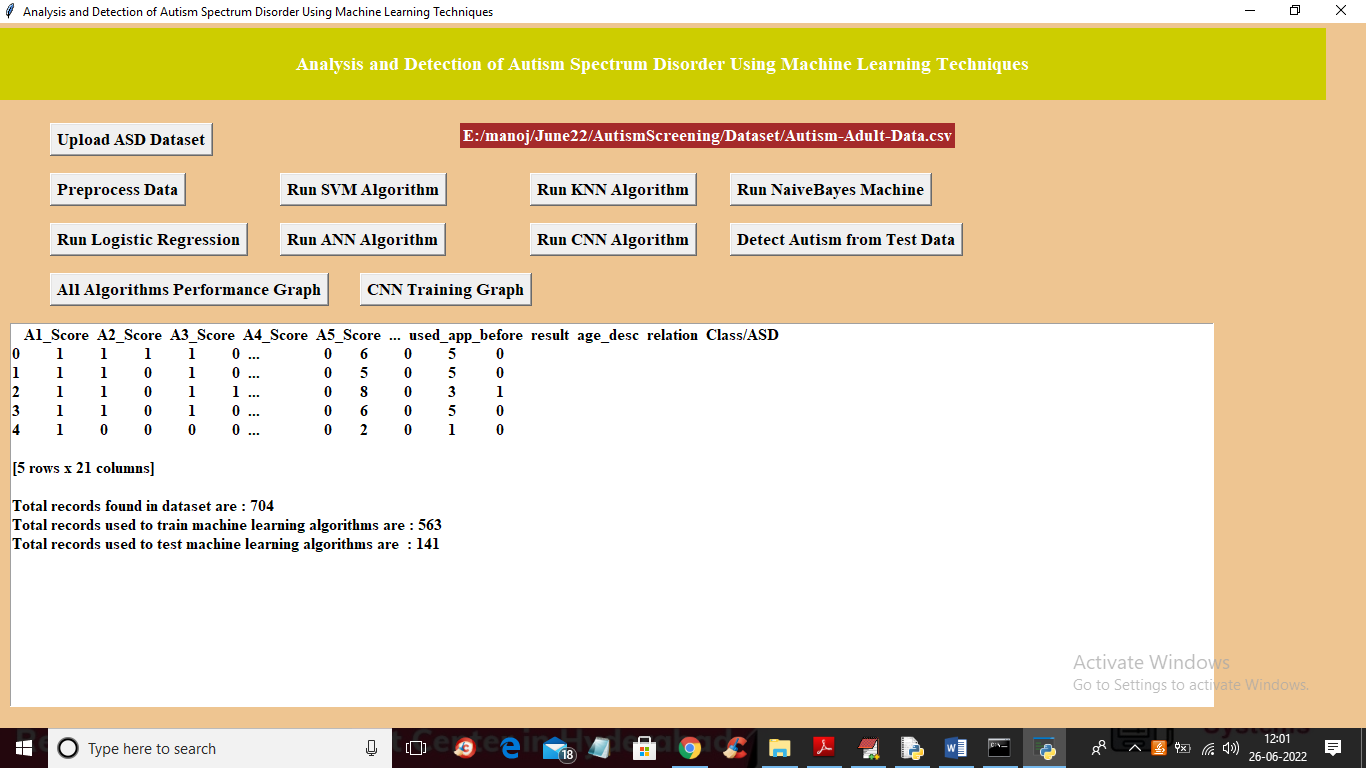 Analysis and Detection of Autism Spectrum Disorder Using Machine Learning Techniques
Analysis and Detection of Autism Spectrum Disorder Using Machine Learning Techniques
Upload ASD Dataset
E:/manoj/June22/AutismScreening/Dataset/Autism-Adult-Data.csv
Preprocess Data
Run SVM Algorithm
Run KNN Algorithm
Run NaiveBayes Machine
Run Logistic Regression
Run ANN Algorithm
Run CNN Algorithm
Detect Autism from Test Data
All Algorithms Performance Graph
CNN Training Graph
A1_Score A2_Score A3_Score A4_Score A5_Score ... used_app_before result age_desc relation Class/ASD
0 1 1 1 1 0 ... 0 6 0 5 0
1 1 1 0 1 0 ... 0 5 0 5 0
2 1 1 0 1 1 ... 0 8 0 3 1
3 1 1 0 1 0 ... 0 6 0 5 0
4 1 0 0 0 0 ... 0 2 0 1 0
[5 rows x 21 columns]
Total records found in dataset are : 704
Total records used to train machine learning algorithms are : 563
Total records used to test machine learning algorithms are : 141
Activate Windows
Go to Settings to activate Windows.
Type here to search
18
12:01
26-06-2022